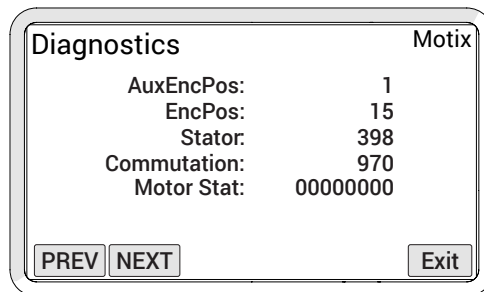 Diagnostics Motix
AuxEncPos: 1
EncPos: 15
Stator: 398
Commutation: 970
Motor Stat: 00000000
PREV NEXT Exit